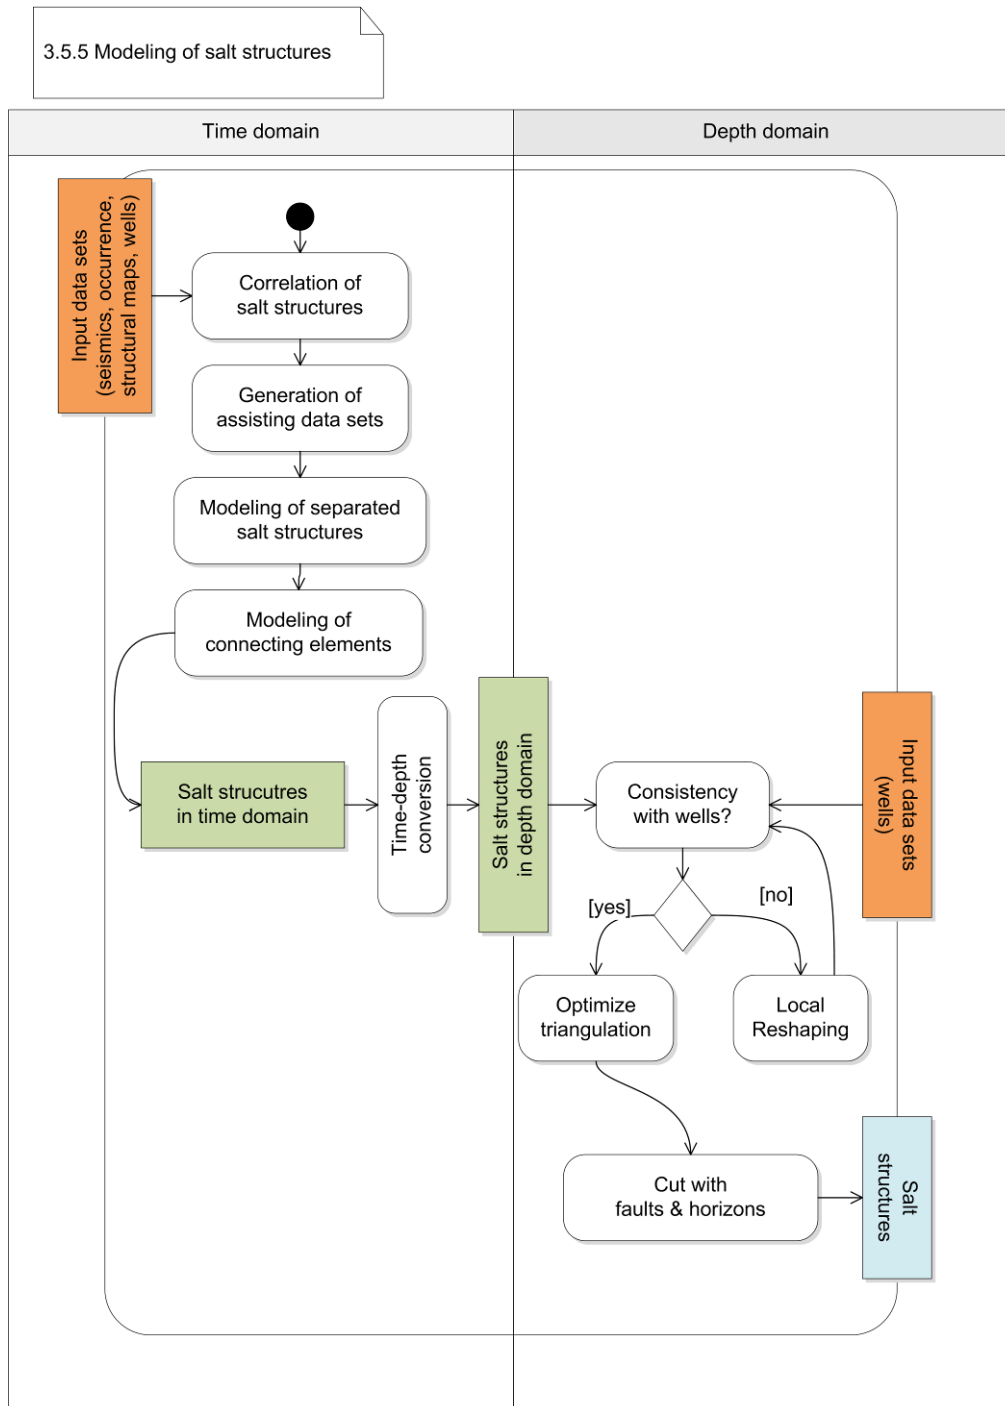 3.5.5 Modeling of salt structures
Time domain
Depth domain
Input data sets
(seismics, occurrence,
structural maps, wells)
Correlation of
salt structures
Generation of
assisting data sets
Modeling of separated
salt structures
Modeling of
connecting elements
Salt strucutres
in time domain
Time-depth
conversion
Salt structures
in depth domain
Consistency
with wells?
Input data sets
(wells)
[yes]
[no]
Optimize
triangulation
Local
Reshaping
Cut with
faults & horizons
Salt
structures